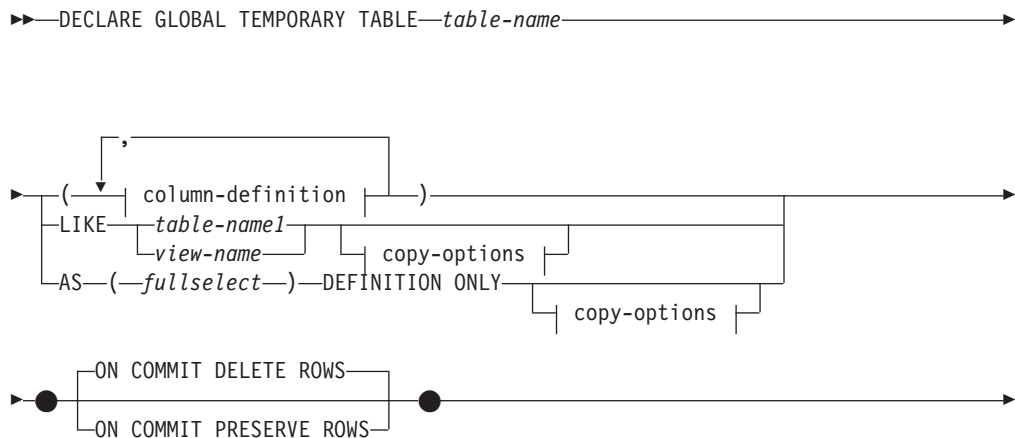 DECLARE GLOBAL TEMPORARY TABLE table-name
,
( column-definition )
LIKE table-name1 copy-options
view-name
AS ( fullselect ) DEFINITION ONLY copy-options
ON COMMIT DELETE ROWS
ON COMMIT PRESERVE ROWS